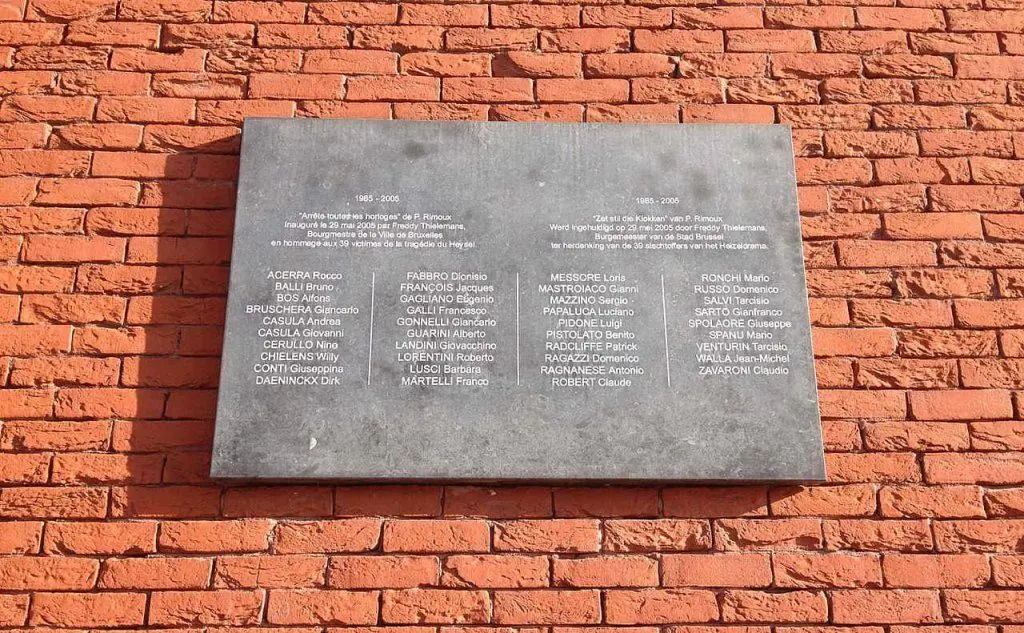 1985 - 2005
"Arrête toutes les horloges" de P. Rimoux
Inauguré le 29 mai 2005 par Freddy Thielemans,
Bourgmestre de la Ville de Bruxelles
en hommage aux 39 victimes de la tragédie du Heysel.
1985 - 2005
"Zet stil die Klokken" van P. Rimoux
Werd ingehuldigd op 29 mei 2005 door Freddy Thielemans,
Burgemeester van de Stad Brussel
ter herdenking van de 39 slachtoffers van het Heizeldrama.
ACERRA Rocco
BALLI Bruno
BOS Alfons
BRUSCHERA Giancarlo
CASULA Andrea
CASULA Giovanni
CERULLO Nino
CHIELENS Willy
CONTI Giuseppina
DAENINCKX Dirk
FABBRO Dionisio
FRANÇOIS Jacques
GAGLIANO Eugenio
GALLI Francesco
GONNELLI Giancarlo
GUARINI Alberto
LANDINI Giovacchino
LORENTINI Roberto
LUSCI Barbara
MARTELLI Franco
MESSORE Loris
MASTROIACO Gianni
MAZZINO Sergio
PAPALUCA Luciano
PIDONE Luigi
PISTOLATO Benito
RADCLIFFE Patrick
RAGAZZI Domenico
RAGNANESE Antonio
ROBERT Claude
RONCHI Mario
RUSSO Domenico
SALVI Tarcisio
SARTO Gianfranco
SPOLAORE Giuseppe
SPANU Mario
VENTURIN Tarcisio
WALLA Jean-Michel
ZAVARONI Claudio